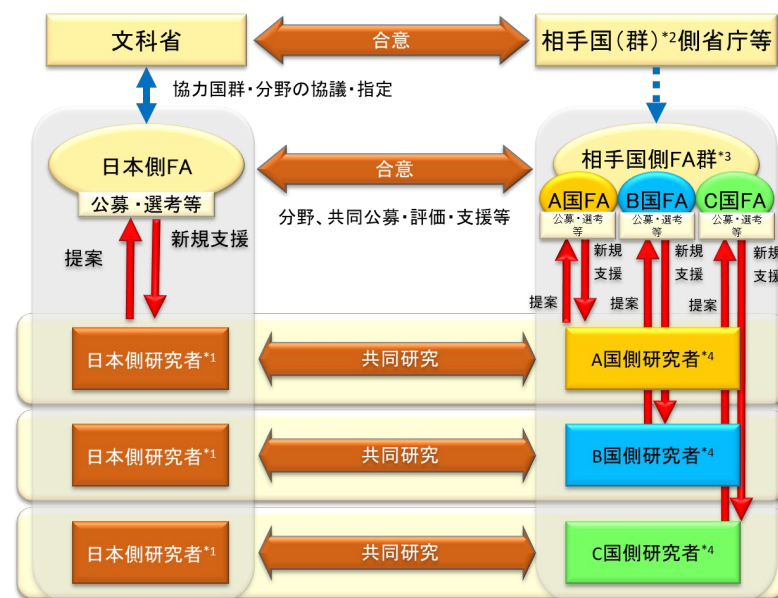 文科省
合意
相手国(群)*2側省庁等
協力国群・分野の協議・指定
日本側FA
公募・選考等
合意
分野、共同公募・評価・支援等
相手国側FA群*3
A国FA
B国FA
C国FA
公募・選考
等
公募・選考
等
公募・選考
等
提案
新規支援
提案
新規
支援
提案
新規
支援
提案
新規
支援
日本側研究者*1
共同研究
A国側研究者*4
日本側研究者*1
共同研究
B国側研究者*4
日本側研究者*1
共同研究
C国側研究者*4